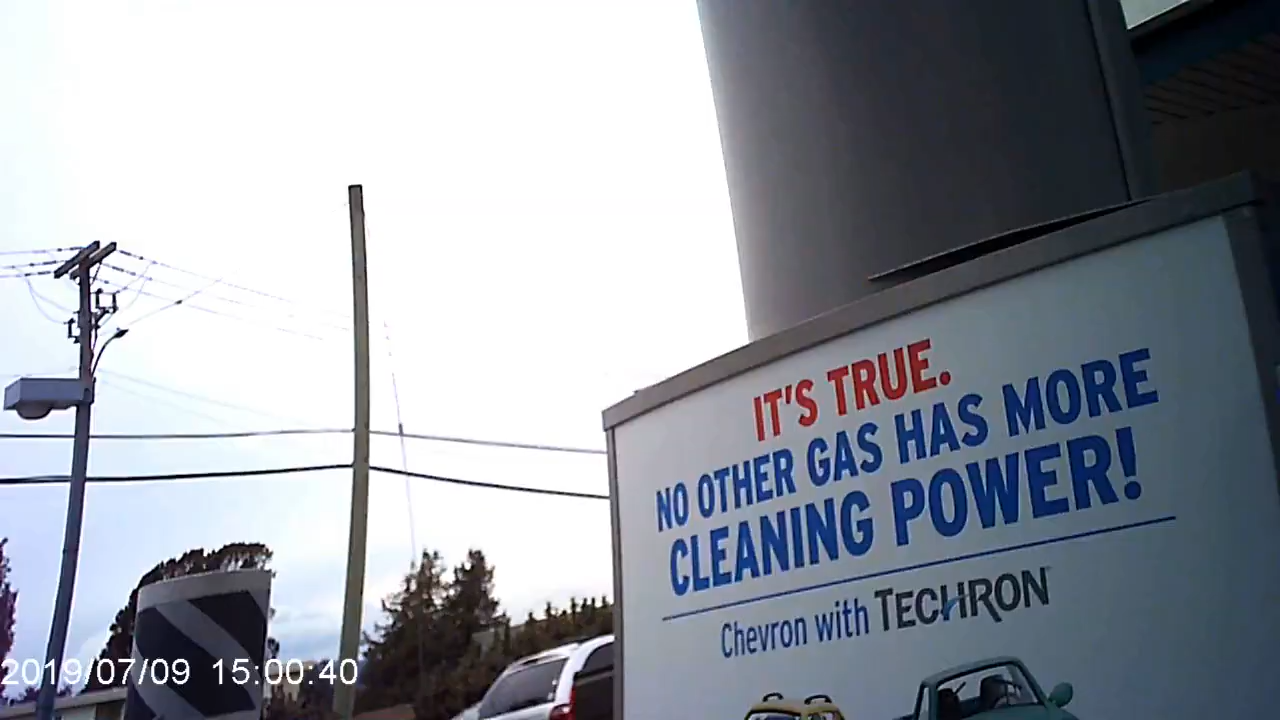 IT'S TRUE.
NO OTHER GAS HAS MORE
CLEANING POWER!
Chevron with TECHRON
2019/07/09 15:00:40